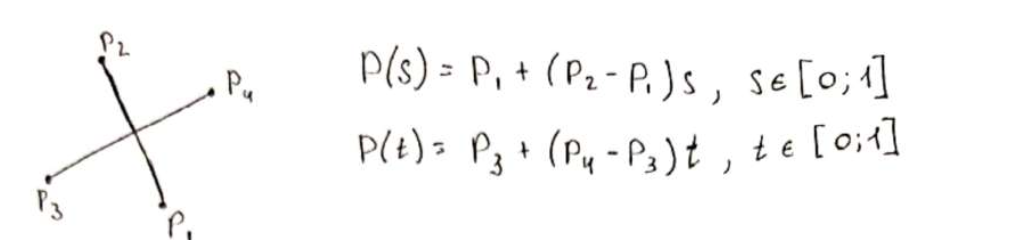 P₂
P₄
P(s) = P₁ + (P₂ - P₁)s , s ∈ [0;1]
P(t) = P₃ + (P₄ - P₃)t , t ∈ [0;1]
P₃
P₁